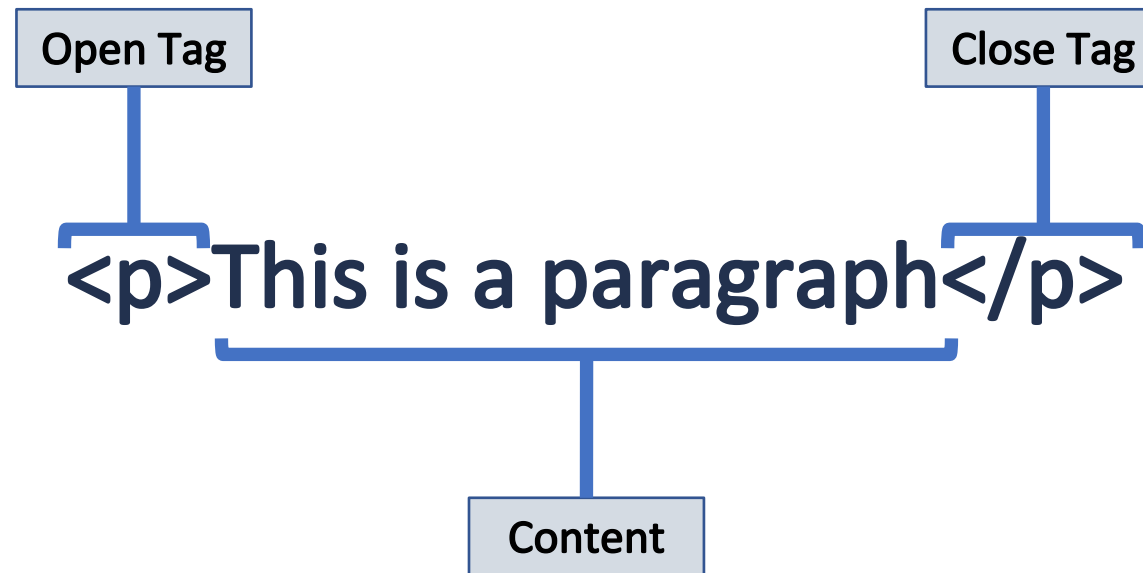 Open Tag
Close Tag
<p>This is a paragraph</p>
Content